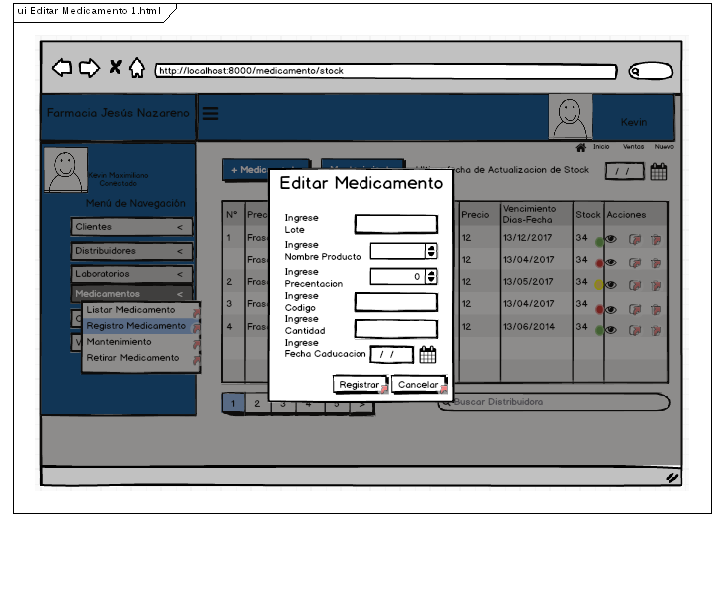 ui Editar Medicamento 1.html
http://localhost:8000/medicamento/stock
Farmacia Jesús Nazareno
Kevin
Inicio Ventas Nuevo
Kevin Maximiliano
Conectado
+ Medic
cha de Actualizacion de Stock
/ /
Menú de Navegación
Clientes <
Distribuidores <
Laboratorios <
Medicamentos <
Listar Medicamento
Registro Medicamento
Mantenimiento
Retirar Medicamento
Editar Medicamento
Ingrese
Lote
Ingrese
Nombre Producto
Ingrese
Precentacion
0
Ingrese
Codigo
Ingrese
Cantidad
Ingrese
Fecha Caducacion
/ /
Registrar Cancelar
N° Prec Precio Vencimiento
Dias-Fecha Stock Acciones
1 Fras 12 13/12/2017 34
Fras 12 13/04/2017 34
2 Fras 12 13/05/2017 34
3 Fras 12 13/04/2017 34
4 Fras 12 13/06/2014 34
1 2 3 4 5 >
Buscar Distribuidora